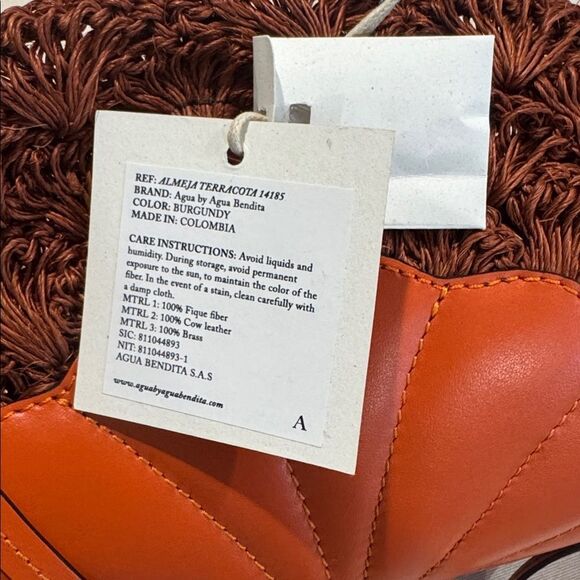 REF: ALMEJA TERRACOTA 14185
BRAND: Agua by Agua Bendita
COLOR: BURGUNDY
MADE IN: COLOMBIA
CARE INSTRUCTIONS: Avoid liquids and
humidity. During storage, avoid permanent
exposure to the sun, to maintain the color of the
fiber. In the event of a stain, clean carefully with
a damp cloth.
MTRL 1: 100% Fique fiber
MTRL 2: 100% Cow leather
MTRL 3: 100% Brass
SIC: 811044893
NIT: 811044893-1
AGUA BENDITA S.A.S
www.aguabyaguabendita.com
A